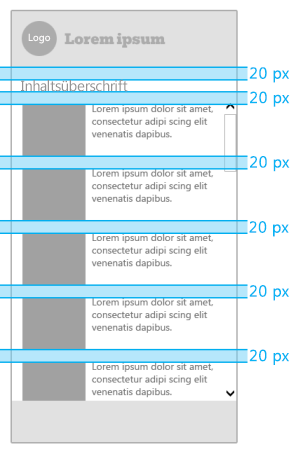 Logo
Lorem ipsum
20 px
Inhaltsüberschrift
20 px
Lorem ipsum dolor sit amet,
consectetur adipi scing elit
venenatis dapibus.
20 px
Lorem ipsum dolor sit amet,
consectetur adipi scing elit
venenatis dapibus.
20 px
Lorem ipsum dolor sit amet,
consectetur adipi scing elit
venenatis dapibus.
20 px
Lorem ipsum dolor sit amet,
consectetur adipi scing elit
venenatis dapibus.
20 px
Lorem ipsum dolor sit amet,
consectetur adipi scing elit
venenatis dapibus.